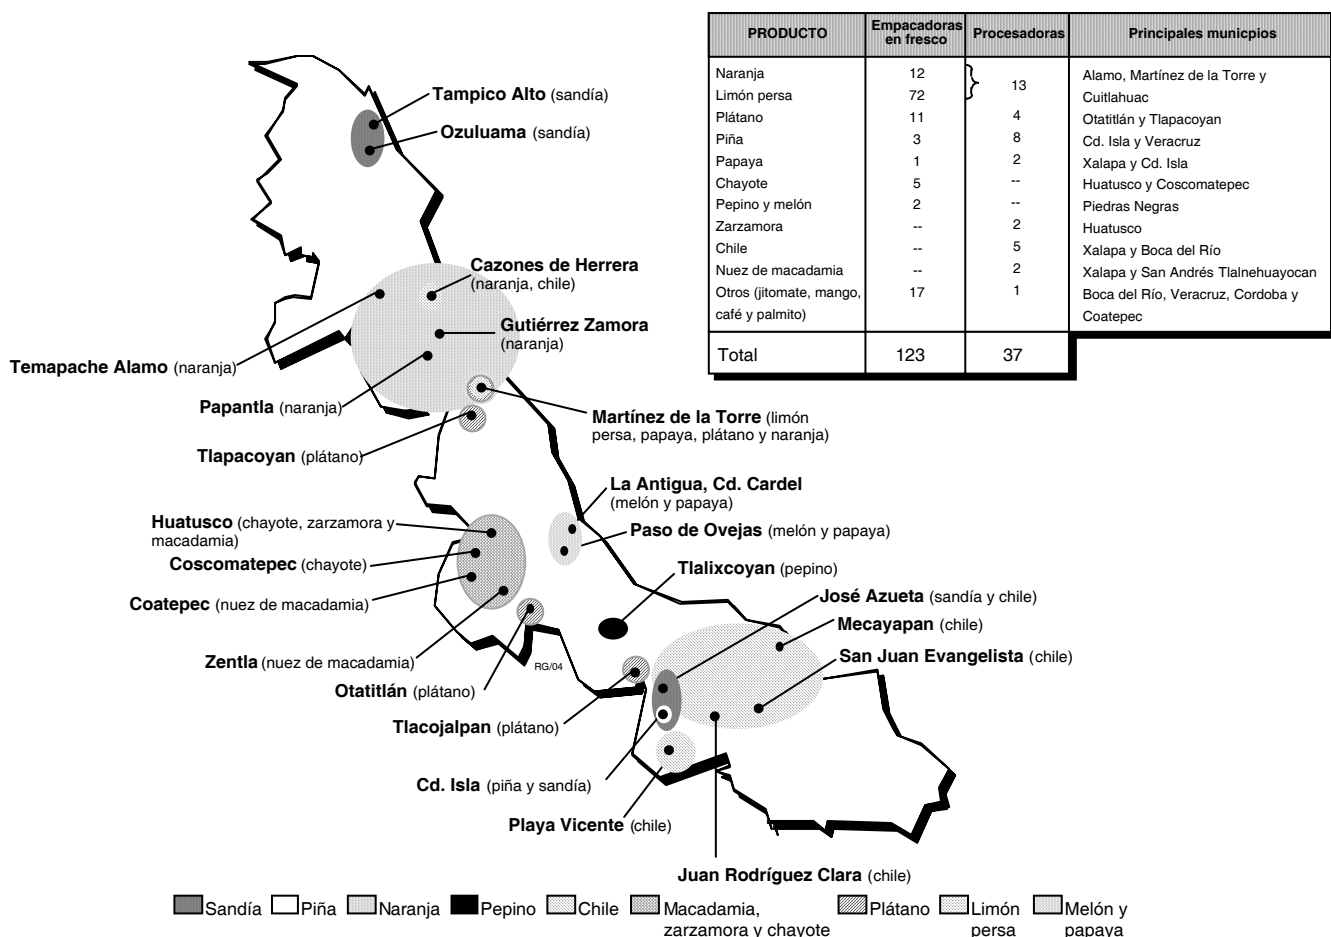 PRODUCTO
Empacadoras
en fresco
Procesadoras
Principales municpios
Naranja 12
Limón persa 72
13
Alamo, Martínez de la Torre y
Cuitlahuac
Plátano 11 4 Otatitlán y Tlapacoyan
Piña 3 8 Cd. Isla y Veracruz
Papaya 1 2 Xalapa y Cd. Isla
Chayote 5 -- Huatusco y Coscomatepec
Pepino y melón 2 -- Piedras Negras
Zarzamora -- 2 Huatusco
Chile -- 5 Xalapa y Boca del Río
Nuez de macadamia -- 2 Xalapa y San Andrés Tlalnehuayocan
Otros (jitomate, mango, 17 1 Boca del Río, Veracruz, Cordoba y
café y palmito) Coatepec
Total 123 37
Tampico Alto (sandía)
Ozuluama (sandía)
Cazones de Herrera
(naranja, chile)
Gutiérrez Zamora
(naranja)
Temapache Alamo (naranja)
Papantla (naranja)
Martínez de la Torre (limón
persa, papaya, plátano y naranja)
Tlapacoyan (plátano)
La Antigua, Cd. Cardel
(melón y papaya)
Huatusco (chayote, zarzamora y
macadamia)
Paso de Ovejas (melón y papaya)
Coscomatepec (chayote)
Tlalixcoyan (pepino)
Coatepec (nuez de macadamia)
José Azueta (sandía y chile)
Mecayapan (chile)
San Juan Evangelista (chile)
Zentla (nuez de macadamia)
RG/04
Otatitlán (plátano)
Tlacojalpan (plátano)
Cd. Isla (piña y sandía)
Playa Vicente (chile)
Juan Rodríguez Clara (chile)
Sandía
Piña
Naranja
Pepino
Chile
Macadamia,
zarzamora y chayote
Plátano
Limón
persa
Melón y
papaya